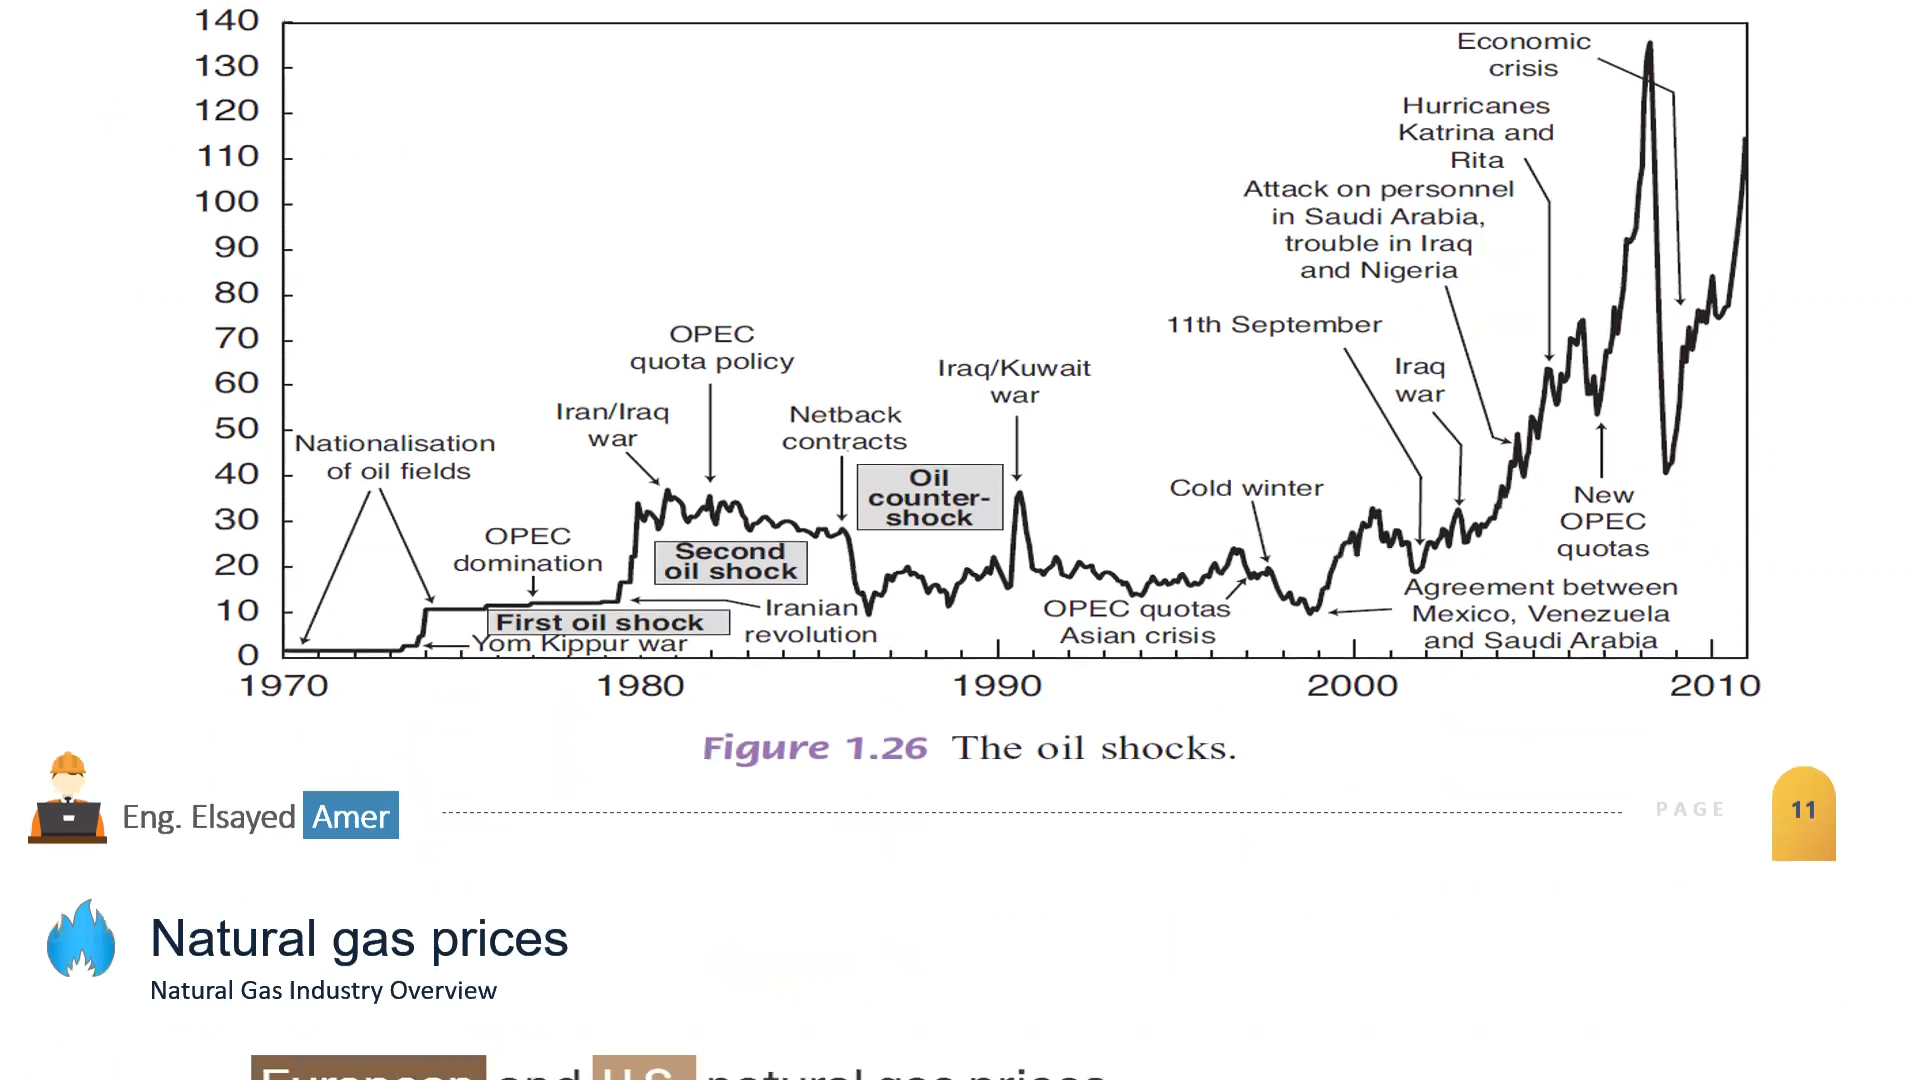 140
130
120
110
100
90
80
70
60
50
40
30
20
10
0
1970
1980
1990
2000
2010
Nationalisation
of oil fields
OPEC
domination
Yom Kippur war
First oil shock
Iranian
revolution
Second
oil shock
Iran/Iraq
war
OPEC
quota policy
Netback
contracts
Oil
counter-
shock
Iraq/Kuwait
war
OPEC quotas
Asian crisis
Cold winter
Agreement between
Mexico, Venezuela
and Saudi Arabia
11th September
Iraq
war
Attack on personnel
in Saudi Arabia,
trouble in Iraq
and Nigeria
Hurricanes
Katrina and
Rita
New
OPEC
quotas
Economic
crisis
Figure 1.26 The oil shocks.
Eng. Elsayed Amer
PAGE
11
Natural gas prices
Natural Gas Industry Overview
European and U.S. natural gas prices